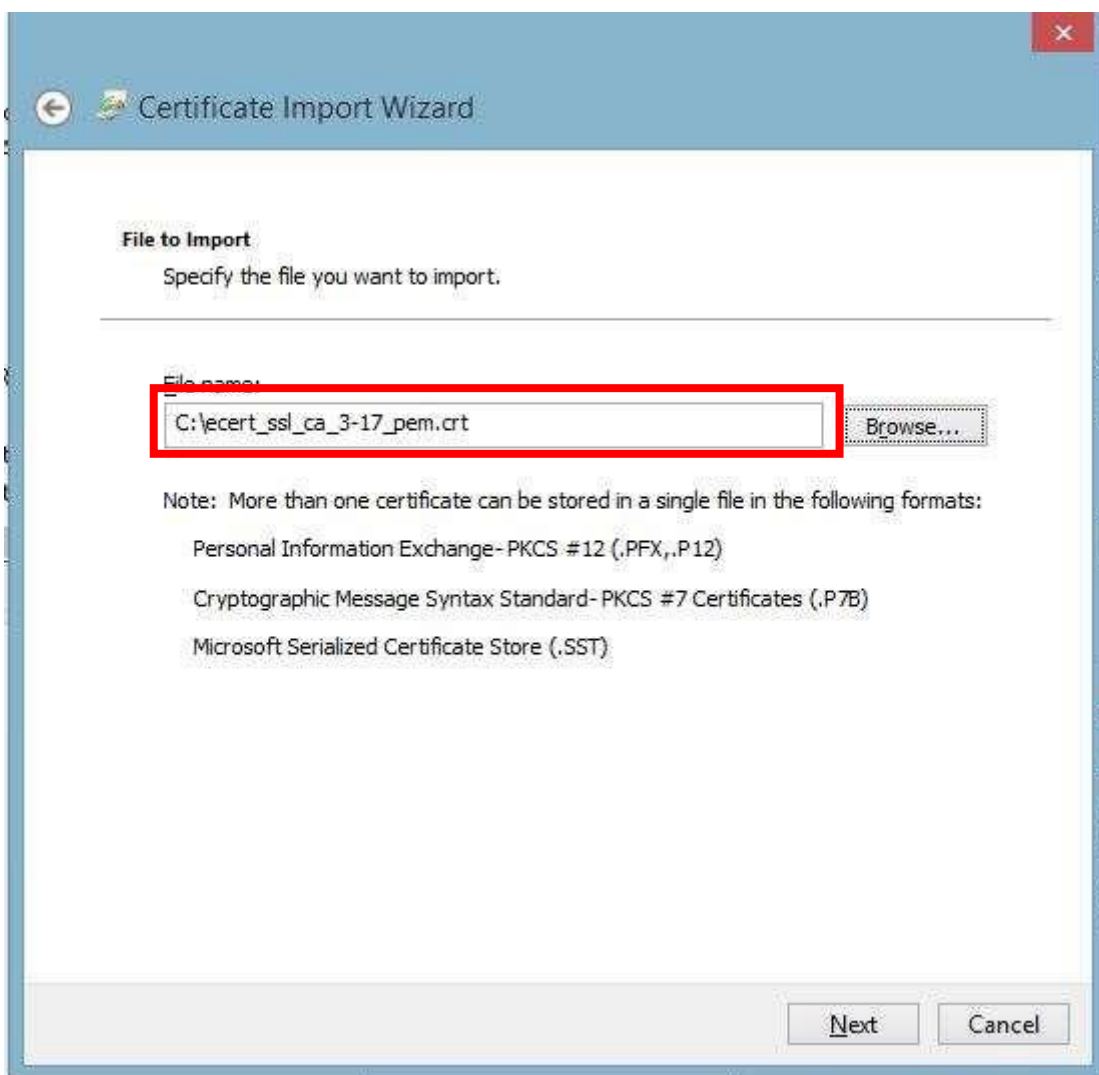 Certificate Import Wizard
File to Import
Specify the file you want to import.
File name:
C:\ecert_ssl_ca_3-17_pem.crt
Browse...
Note: More than one certificate can be stored in a single file in the following formats:
Personal Information Exchange- PKCS #12 (.PFX,.P12)
Cryptographic Message Syntax Standard- PKCS #7 Certificates (.P7B)
Microsoft Serialized Certificate Store (.SST)
Next
Cancel